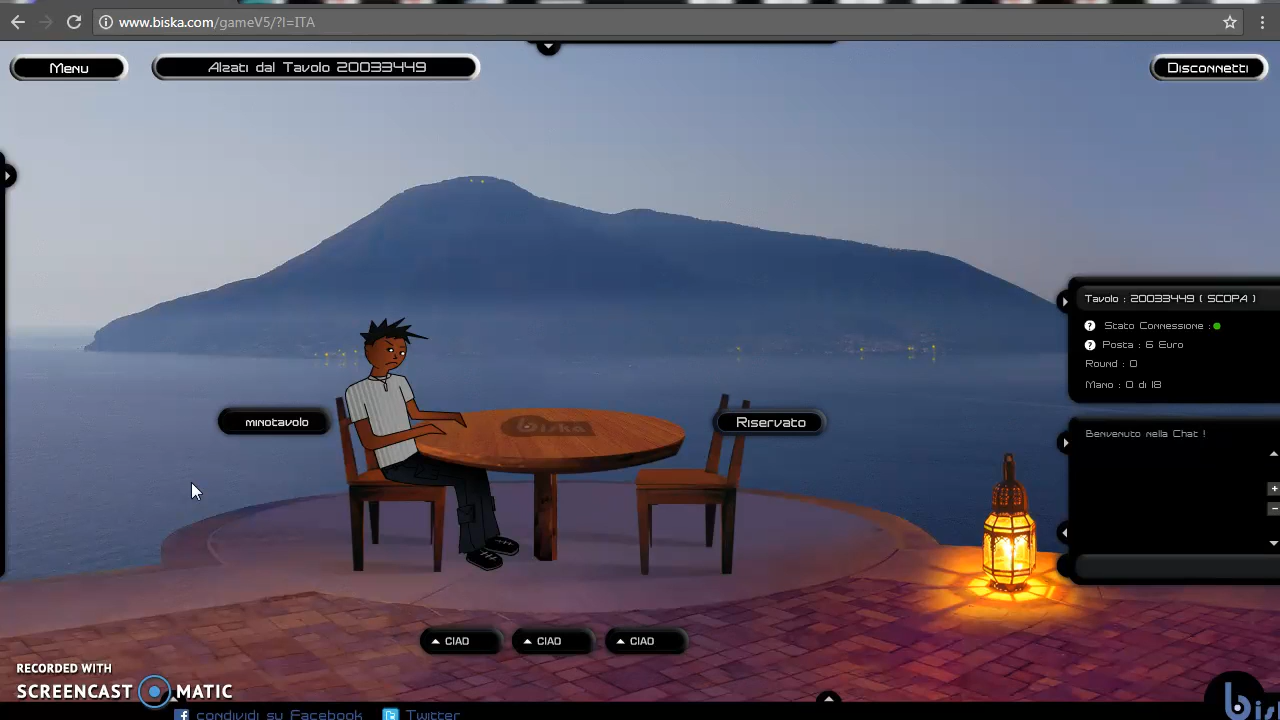 www.biska.com/gameV5/?l=ITA
Menu
Alzati dal Tavolo 20033449
Disconnetti
Tavolo : 20033449 ( SCOPA )
Stato Connessione :
Posta : 6 Euro
Round : 0
Mano : 0 di 18
minotavolo
biska
Riservato
Benvenuto nella Chat !
CIAO
CIAO
CIAO
RECORDED WITH
SCREENCAST MATIC
condividi su Facebook
Twitter
bis